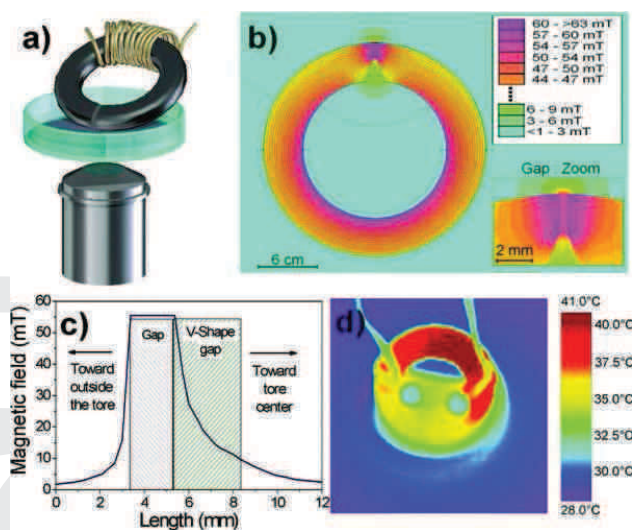 a)
b)
60 - >63 mT
57 - 60 mT
54 - 57 mT
50 - 54 mT
47 - 50 mT
44 - 47 mT
6 - 9 mT
3 - 6 mT
<1 - 3 mT
Gap Zoom
6 cm
2 mm
c)
Magnetic field (mT)
60
50
40
30
20
10
0
Gap
V-Shape
gap
Toward
outside
the tore
Toward
tore
center
0 2 4 6 8 10 12
Length (mm)
d)
41.0°C
40.0°C
37.5°C
35.0°C
32.5°C
30.0°C
28.0°C